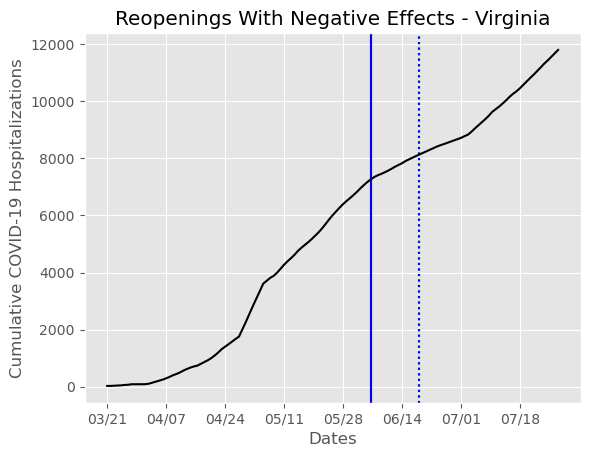 Reopenings With Negative Effects - Virginia
Cumulative COVID-19 Hospitalizations
12000
10000
8000
6000
4000
2000
0
03/21 04/07 04/24 05/11 05/28 06/14 07/01 07/18
Dates